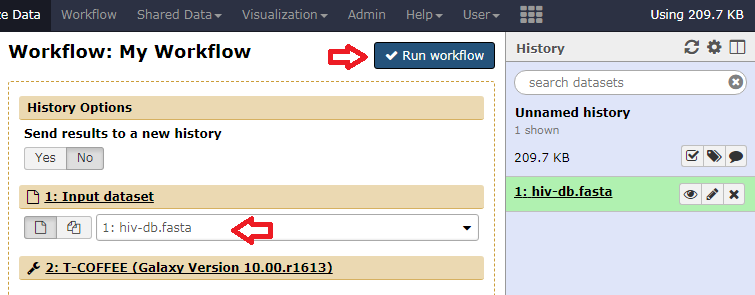 ze Data Workflow Shared Data Visualization Admin Help User Using 209.7 KB
Workflow: My Workflow
Run workflow
History Options
Send results to a new history
Yes No
1: Input dataset
1: hiv-db.fasta
2: T-COFFEE (Galaxy Version 10.00.r1613)
History
search datasets
Unnamed history
1 shown
209.7 KB
1: hiv-db.fasta